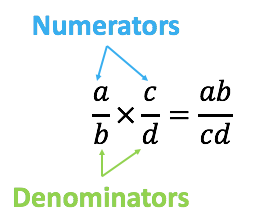 Numerators
a/b × c/d = ab/cd
Denominators